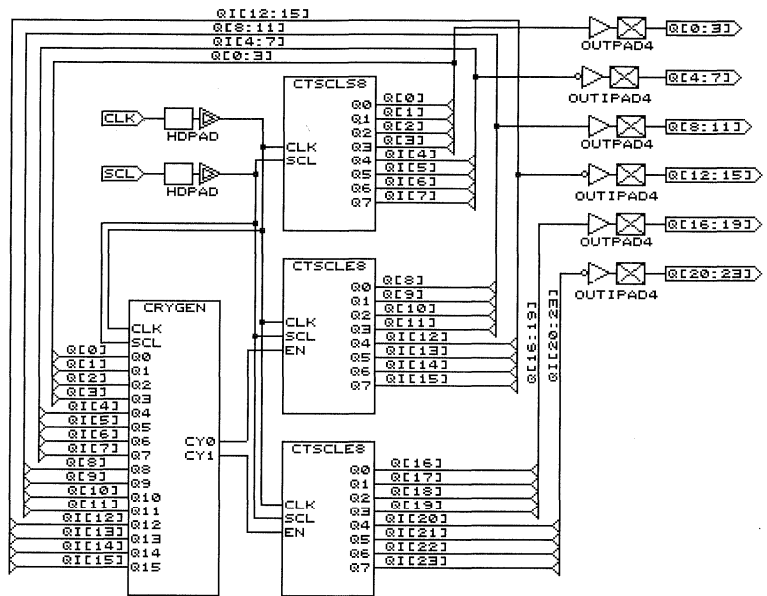 QI[12:15]
Q[8:11]
QI[4:7]
Q[0:3]
OUTPAD4
Q[0:3]
OUTIPAD4
Q[4:7]
OUTPAD4
Q[8:11]
OUTIPAD4
Q[12:15]
OUTPAD4
Q[16:19]
OUTIPAD4
Q[20:23]
CLK
HDPAD
SCL
HDPAD
CTSCLS8
CLK
SCL
Q0 Q[0]
Q1 Q[1]
Q2 Q[2]
Q3 Q[3]
Q4 QI[4]
Q5 QI[5]
Q6 QI[6]
Q7 QI[7]
CTSCLE8
CLK
SCL
EN
Q0 Q[8]
Q1 Q[9]
Q2 Q[10]
Q3 Q[11]
Q4 QI[12]
Q5 QI[13]
Q6 QI[14]
Q7 QI[15]
Q[16:19]
QI[20:23]
CRYGEN
CLK
SCL
Q[0] Q0
Q[1] Q1
Q[2] Q2
Q[3] Q3
QI[4] Q4
QI[5] Q5
QI[6] Q6
QI[7] Q7
Q[8] Q8
Q[9] Q9
Q[10] Q10
Q[11] Q11
QI[12] Q12
QI[13] Q13
QI[14] Q14
QI[15] Q15
CY0
CY1
CTSCLE8
CLK
SCL
EN
Q0 Q[16]
Q1 Q[17]
Q2 Q[18]
Q3 Q[19]
Q4 QI[20]
Q5 QI[21]
Q6 QI[22]
Q7 QI[23]